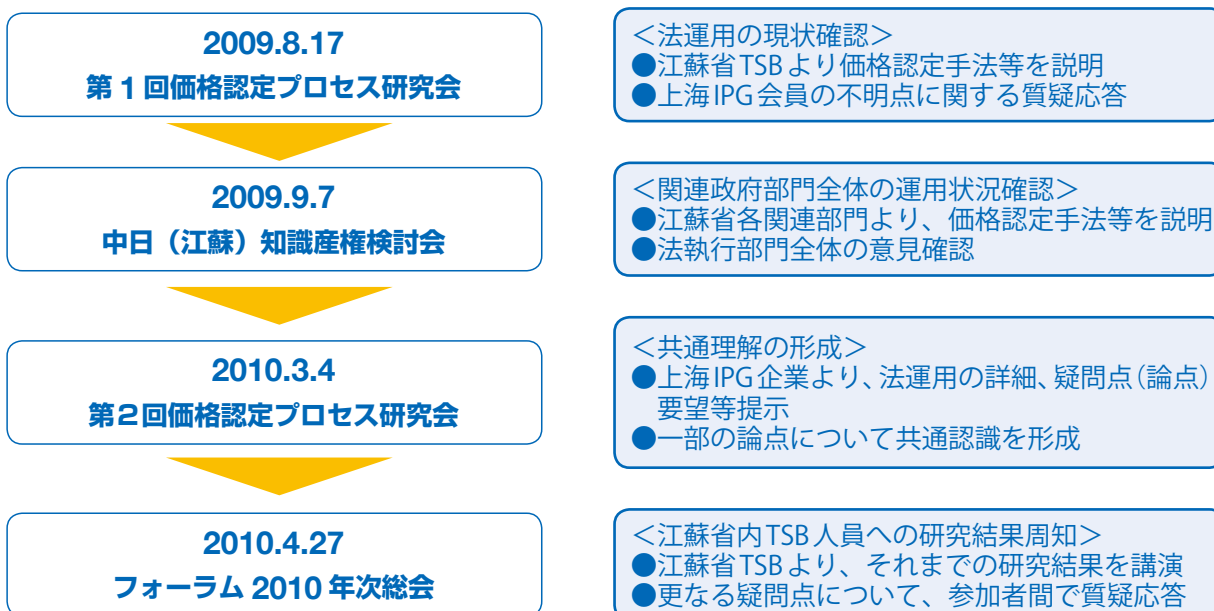 2009.8.17
第1回価格認定プロセス研究会
＜法運用の現状確認＞
●江蘇省TSBより価格認定手法等を説明
●上海IPG会員の不明点に関する質疑応答
2009.9.7
中日（江蘇）知識産権検討会
＜関連政府部門全体の運用状況確認＞
●江蘇省各関連部門より、価格認定手法等を説明
●法執行部門全体の意見確認
2010.3.4
第2回価格認定プロセス研究会
＜共通理解の形成＞
●上海IPG企業より、法運用の詳細、疑問点（論点）
要望等提示
●一部の論点について共通認識を形成
2010.4.27
フォーラム 2010 年次総会
＜江蘇省内TSB人員への研究結果周知＞
●江蘇省TSBより、それまでの研究結果を講演
●更なる疑問点について、参加者間で質疑応答